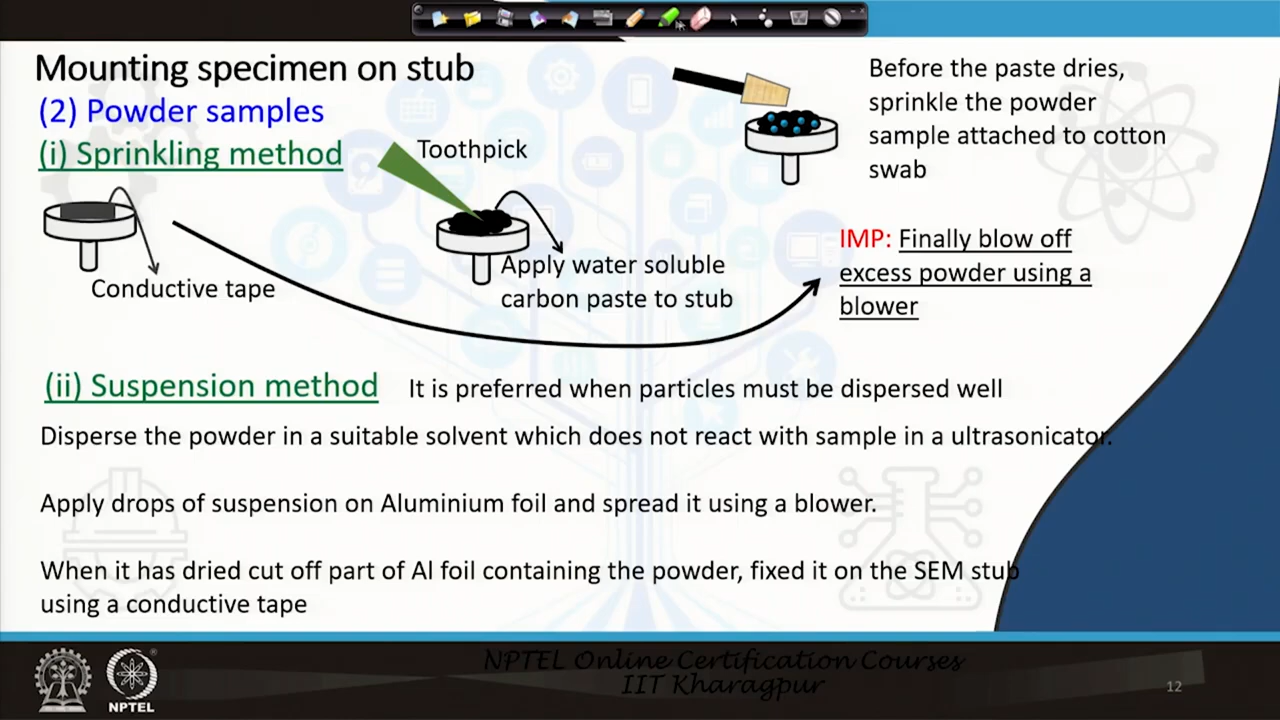 Mounting specimen on stub
(2) Powder samples
(i) Sprinkling method
Toothpick
Conductive tape
Apply water soluble
carbon paste to stub
Before the paste dries,
sprinkle the powder
sample attached to cotton
swab
IMP: Finally blow off
excess powder using a
blower
(ii) Suspension method
It is preferred when particles must be dispersed well
Disperse the powder in a suitable solvent which does not react with sample in a ultrasonicator.
Apply drops of suspension on Aluminium foil and spread it using a blower.
When it has dried cut off part of Al foil containing the powder, fixed it on the SEM stub
using a conductive tape
NPTEL Online Certification Courses
IIT Kharagpur
NPTEL
12